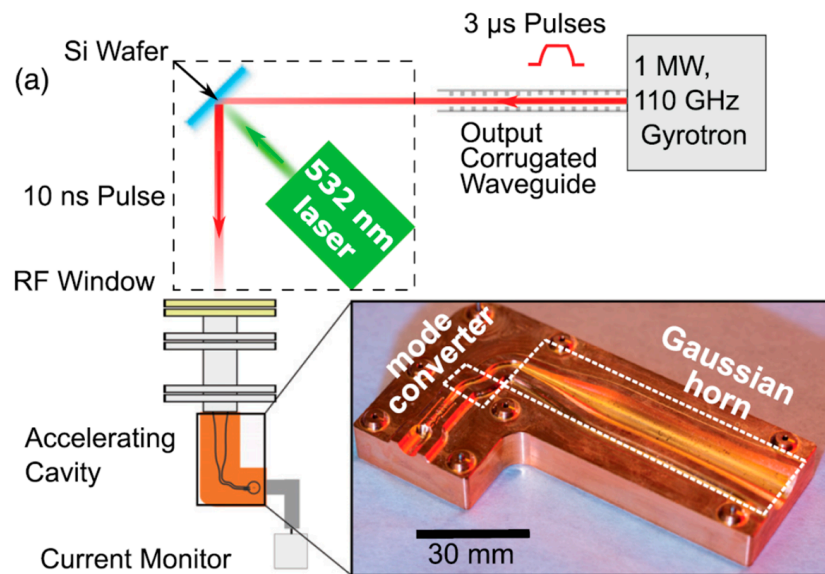 3 µs Pulses
Si Wafer
(a)
1 MW,
110 GHz
Gyrotron
Output
Corrugated
Waveguide
532 nm
laser
10 ns Pulse
RF Window
mode
converter
Gaussian
horn
Accelerating
Cavity
30 mm
Current Monitor